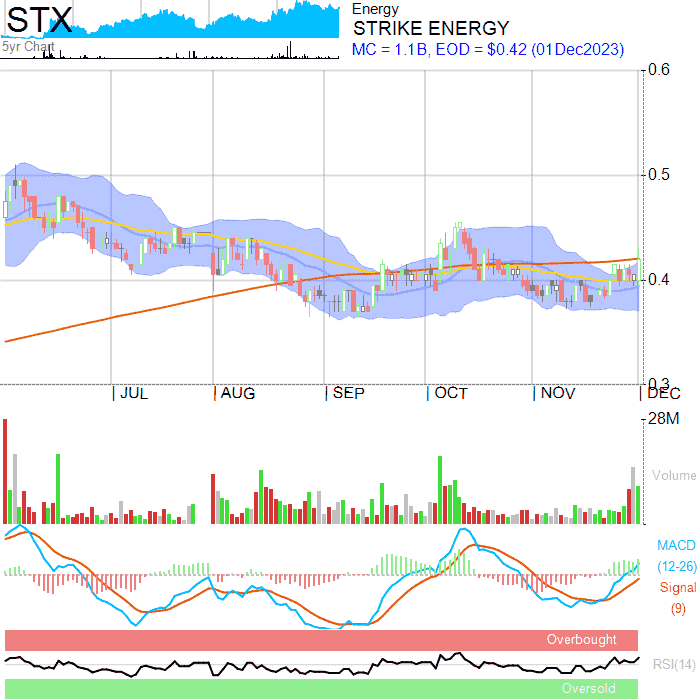 STX
5yr Chart
Energy
STRIKE ENERGY
MC = 1.1B, EOD = $0.42 (01Dec2023)
0.6
0.5
0.4
0.3
JUL
AUG
SEP
OCT
NOV
DEC
28M
Volume
MACD
(12-26)
Signal
(9)
Overbought
RSI(14)
Oversold